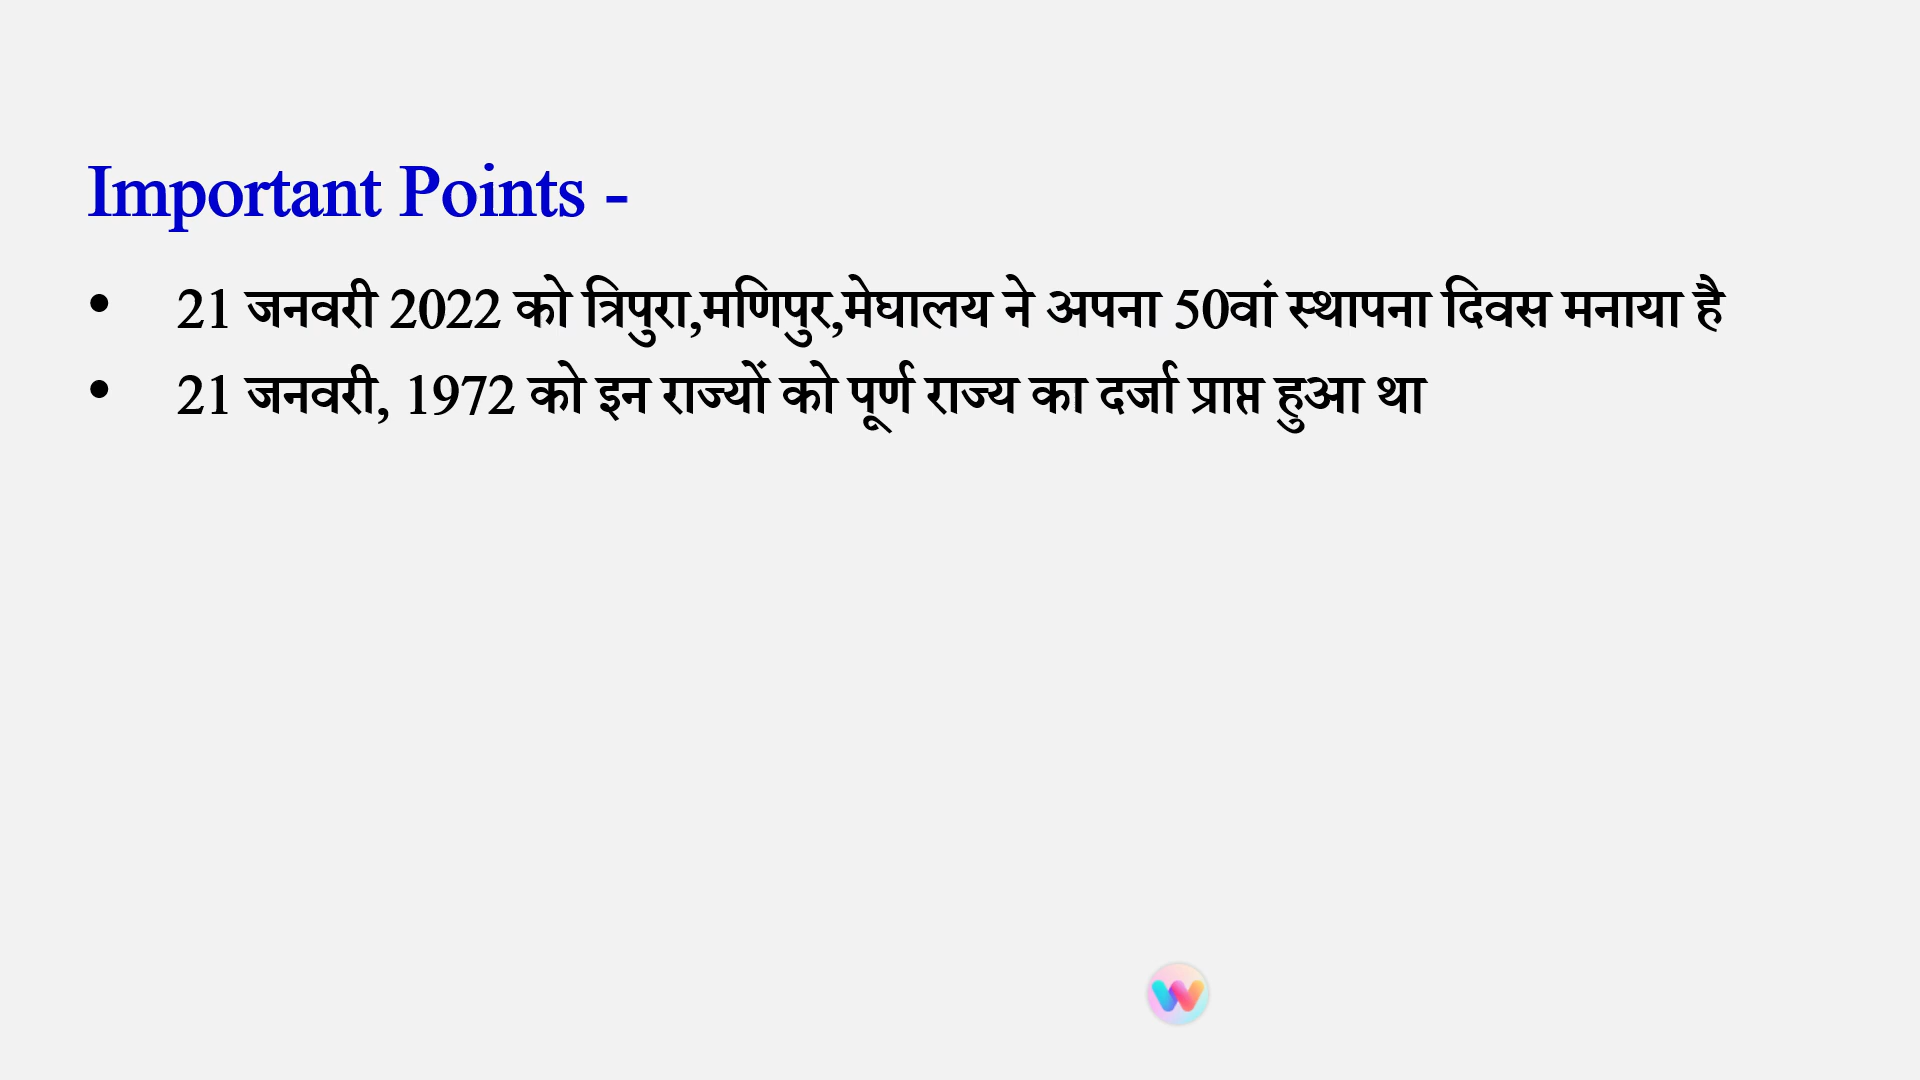 Important Points -
• 21 जनवरी 2022 को त्रिपुरा,मणिपुर,मेघालय ने अपना 50वां स्थापना दिवस मनाया है
• 21 जनवरी, 1972 को इन राज्यों को पूर्ण राज्य का दर्जा प्राप्त हुआ था